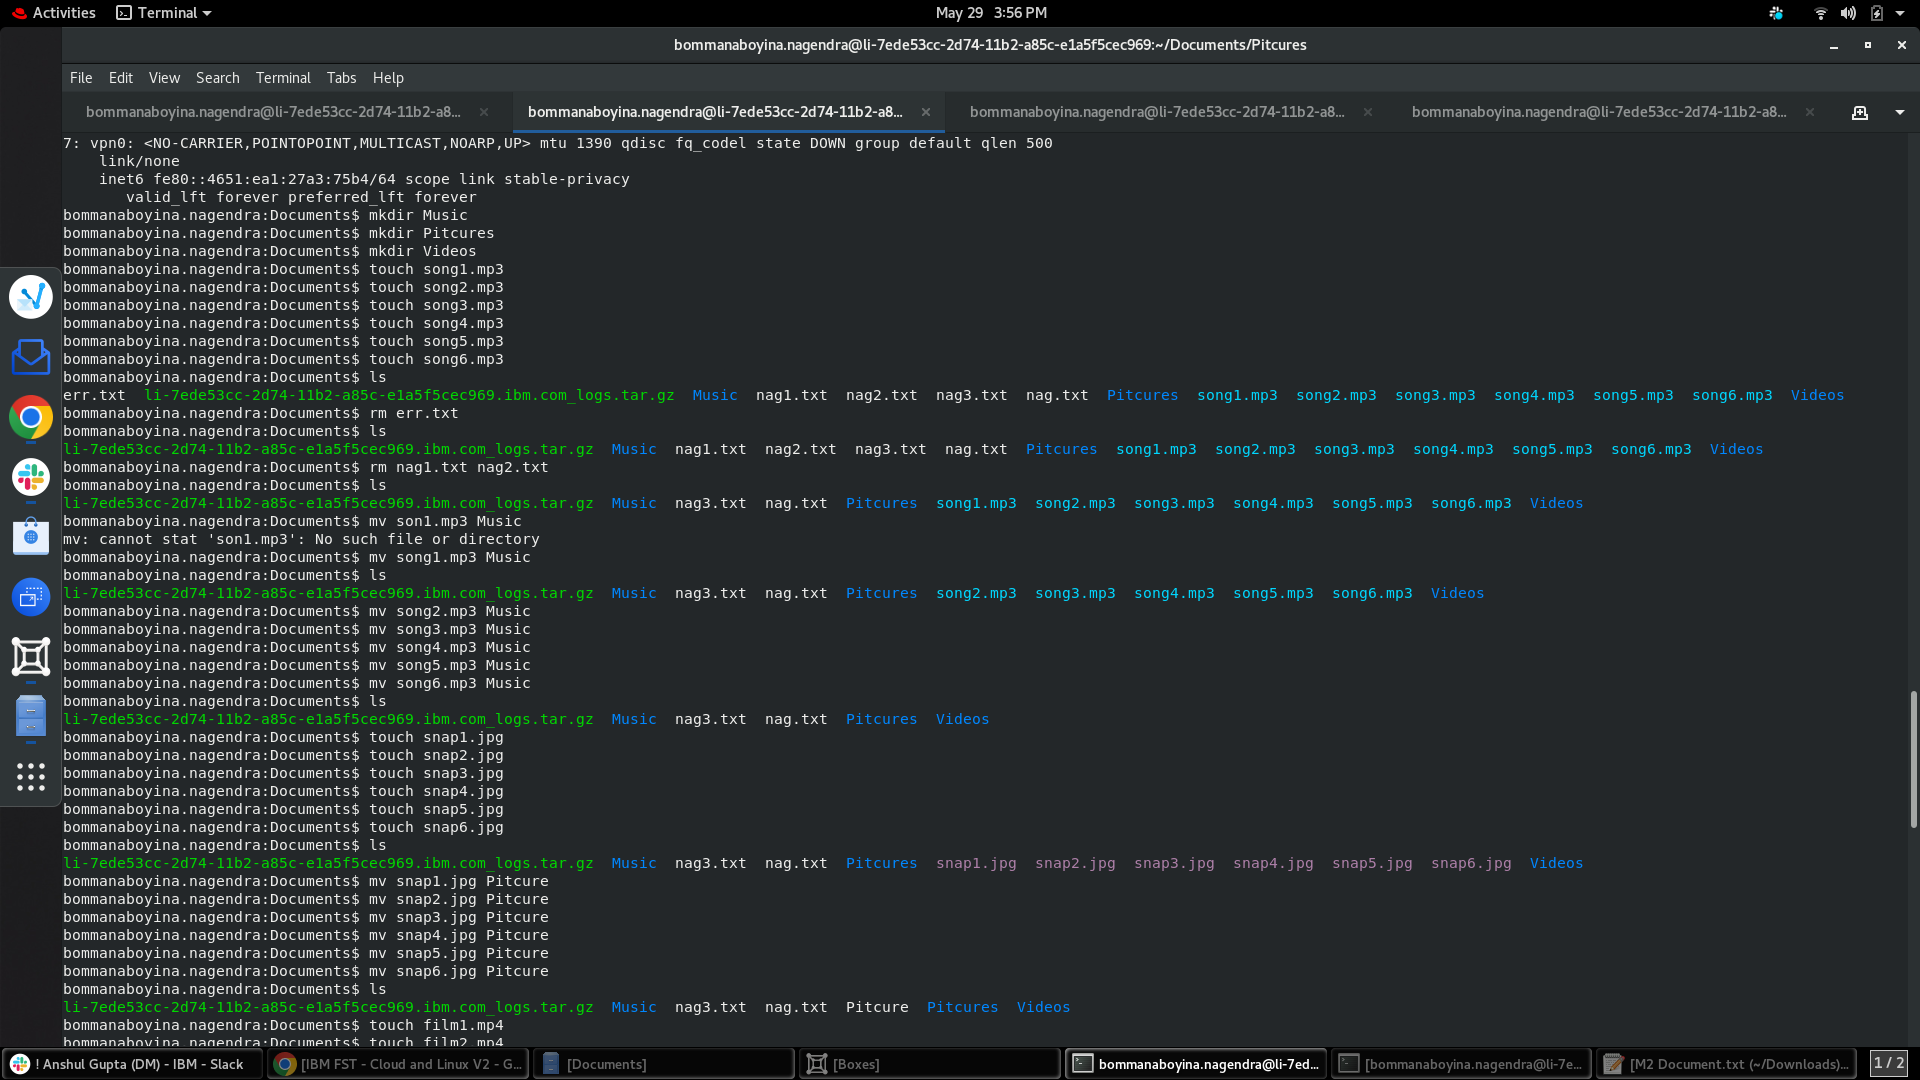 Activities Terminal May 29 3:56 PM
bommanaboyina.nagendra@li-7ede53cc-2d74-11b2-a85c-e1a5f5cec969:~/Documents/Pitcures
File Edit View Search Terminal Tabs Help
bommanaboyina.nagendra@li-7ede53cc-2d74-11b2-a8... bommanaboyina.nagendra@li-7ede53cc-2d74-11b2-a8... bommanaboyina.nagendra@li-7ede53cc-2d74-11b2-a8... bommanaboyina.nagendra@li-7ede53cc-2d74-11b2-a8...
7: vpn0: <NO-CARRIER,POINTOPOINT,MULTICAST,NOARP,UP> mtu 1390 qdisc fq_codel state DOWN group default qlen 500
link/none
inet6 fe80::4651:ea1:27a3:75b4/64 scope link stable-privacy
valid_lft forever preferred_lft forever
bommanaboyina.nagendra:Documents$ mkdir Music
bommanaboyina.nagendra:Documents$ mkdir Pitcures
bommanaboyina.nagendra:Documents$ mkdir Videos
bommanaboyina.nagendra:Documents$ touch song1.mp3
bommanaboyina.nagendra:Documents$ touch song2.mp3
bommanaboyina.nagendra:Documents$ touch song3.mp3
bommanaboyina.nagendra:Documents$ touch song4.mp3
bommanaboyina.nagendra:Documents$ touch song5.mp3
bommanaboyina.nagendra:Documents$ touch song6.mp3
bommanaboyina.nagendra:Documents$ ls
err.txt li-7ede53cc-2d74-11b2-a85c-e1a5f5cec969.ibm.com_logs.tar.gz Music nag1.txt nag2.txt nag3.txt nag.txt Pitcures song1.mp3 song2.mp3 song3.mp3 song4.mp3 song5.mp3 song6.mp3 Videos
bommanaboyina.nagendra:Documents$ rm err.txt
bommanaboyina.nagendra:Documents$ ls
li-7ede53cc-2d74-11b2-a85c-e1a5f5cec969.ibm.com_logs.tar.gz Music nag1.txt nag2.txt nag3.txt nag.txt Pitcures song1.mp3 song2.mp3 song3.mp3 song4.mp3 song5.mp3 song6.mp3 Videos
bommanaboyina.nagendra:Documents$ rm nag1.txt nag2.txt
bommanaboyina.nagendra:Documents$ ls
li-7ede53cc-2d74-11b2-a85c-e1a5f5cec969.ibm.com_logs.tar.gz Music nag3.txt nag.txt Pitcures song1.mp3 song2.mp3 song3.mp3 song4.mp3 song5.mp3 song6.mp3 Videos
bommanaboyina.nagendra:Documents$ mv son1.mp3 Music
mv: cannot stat 'son1.mp3': No such file or directory
bommanaboyina.nagendra:Documents$ mv song1.mp3 Music
bommanaboyina.nagendra:Documents$ ls
li-7ede53cc-2d74-11b2-a85c-e1a5f5cec969.ibm.com_logs.tar.gz Music nag3.txt nag.txt Pitcures song2.mp3 song3.mp3 song4.mp3 song5.mp3 song6.mp3 Videos
bommanaboyina.nagendra:Documents$ mv song2.mp3 Music
bommanaboyina.nagendra:Documents$ mv song3.mp3 Music
bommanaboyina.nagendra:Documents$ mv song4.mp3 Music
bommanaboyina.nagendra:Documents$ mv song5.mp3 Music
bommanaboyina.nagendra:Documents$ mv song6.mp3 Music
bommanaboyina.nagendra:Documents$ ls
li-7ede53cc-2d74-11b2-a85c-e1a5f5cec969.ibm.com_logs.tar.gz Music nag3.txt nag.txt Pitcures Videos
bommanaboyina.nagendra:Documents$ touch snap1.jpg
bommanaboyina.nagendra:Documents$ touch snap2.jpg
bommanaboyina.nagendra:Documents$ touch snap3.jpg
bommanaboyina.nagendra:Documents$ touch snap4.jpg
bommanaboyina.nagendra:Documents$ touch snap5.jpg
bommanaboyina.nagendra:Documents$ touch snap6.jpg
bommanaboyina.nagendra:Documents$ ls
li-7ede53cc-2d74-11b2-a85c-e1a5f5cec969.ibm.com_logs.tar.gz Music nag3.txt nag.txt Pitcures snap1.jpg snap2.jpg snap3.jpg snap4.jpg snap5.jpg snap6.jpg Videos
bommanaboyina.nagendra:Documents$ mv snap1.jpg Pitcure
bommanaboyina.nagendra:Documents$ mv snap2.jpg Pitcure
bommanaboyina.nagendra:Documents$ mv snap3.jpg Pitcure
bommanaboyina.nagendra:Documents$ mv snap4.jpg Pitcure
bommanaboyina.nagendra:Documents$ mv snap5.jpg Pitcure
bommanaboyina.nagendra:Documents$ mv snap6.jpg Pitcure
bommanaboyina.nagendra:Documents$ ls
li-7ede53cc-2d74-11b2-a85c-e1a5f5cec969.ibm.com_logs.tar.gz Music nag3.txt nag.txt Pitcure Pitcures Videos
bommanaboyina.nagendra:Documents$ touch film1.mp4
bommanaboyina.nagendra:Documents$ touch film2.mp4
! Anshul Gupta (DM) - IBM - Slack [IBM FST - Cloud and Linux V2 - G... [Documents] [Boxes] bommanaboyina.nagendra@li-7ed... [bommanaboyina.nagendra@li-7e... [M2 Document.txt (~/Downloads)... 1 / 2